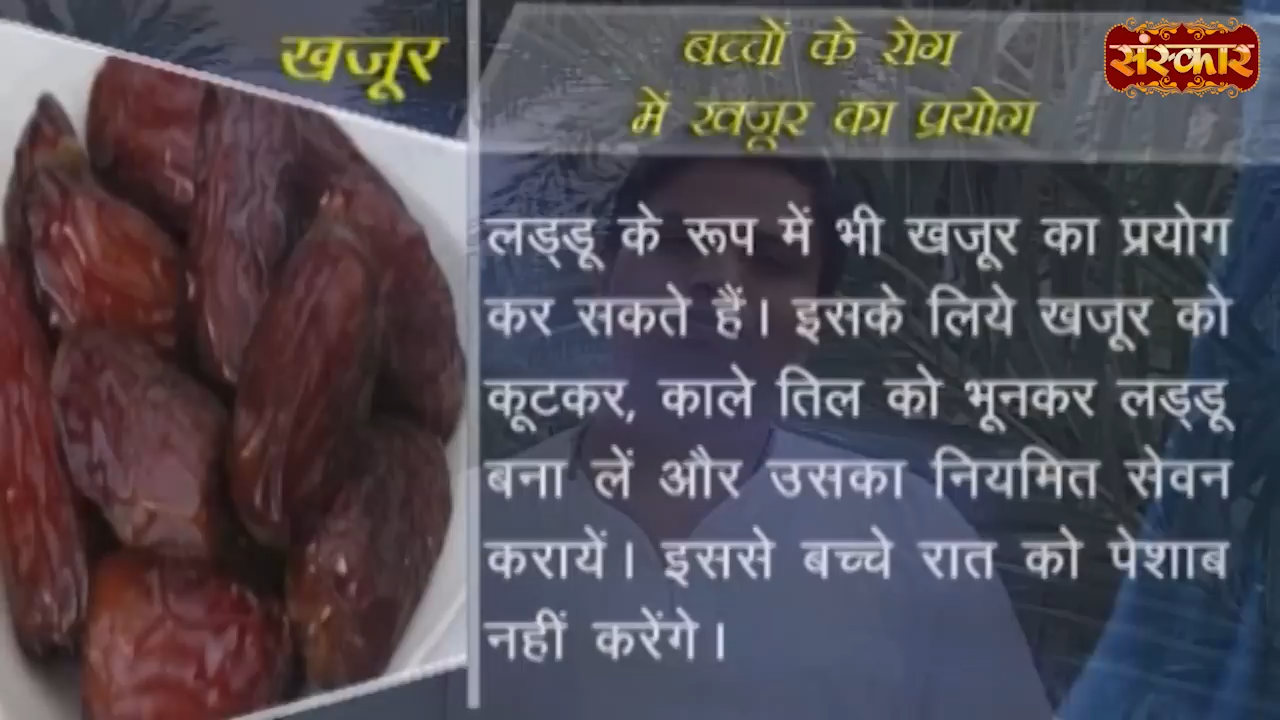 खजूर
बच्चों के रोग
में खजूर का प्रयोग
संस्कार
लड्डू के रूप में भी खजूर का प्रयोग
कर सकते हैं। इसके लिये खजूर को
कूटकर, काले तिल को भूनकर लड्डू
बना लें और उसका नियमित सेवन
करायें। इससे बच्चे रात को पेशाब
नहीं करेंगे।